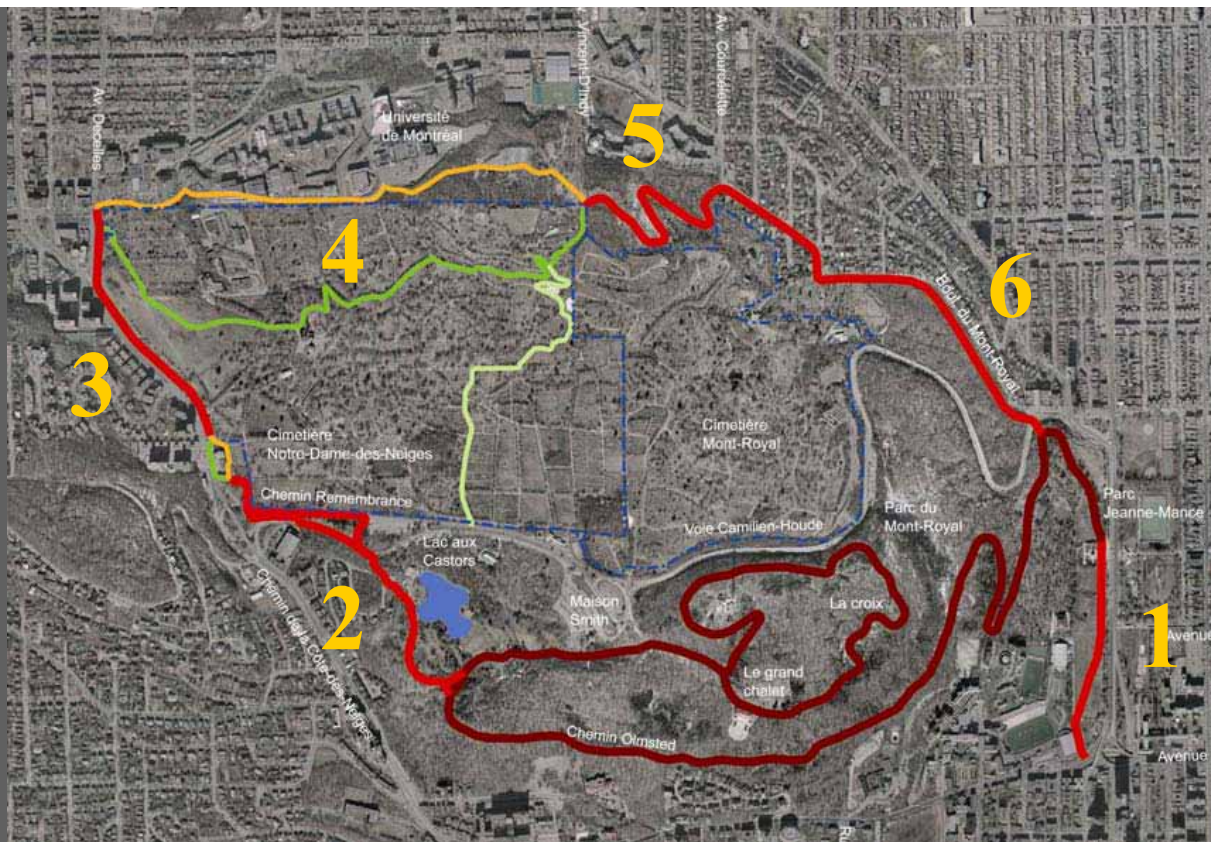 Av. Vincent-D'Indy
Av. Courcelette
Av. Decelles
Université
de Montréal
5
4
6
Boul. du Mont-Royal
3
Cimetière
Notre-Dame-des-Neiges
Cimetière
Mont-Royal
Chemin Remembrance
Voie Camilien-Houde
Parc du
Mont-Royal
Parc
Jeanne-Mance
Lac aux
Castors
Chemin de la Côte-des-Neiges
2
Maison
Smith
La croix
1
Avenue
Le grand
chalet
Chemin Olmsted
Avenue